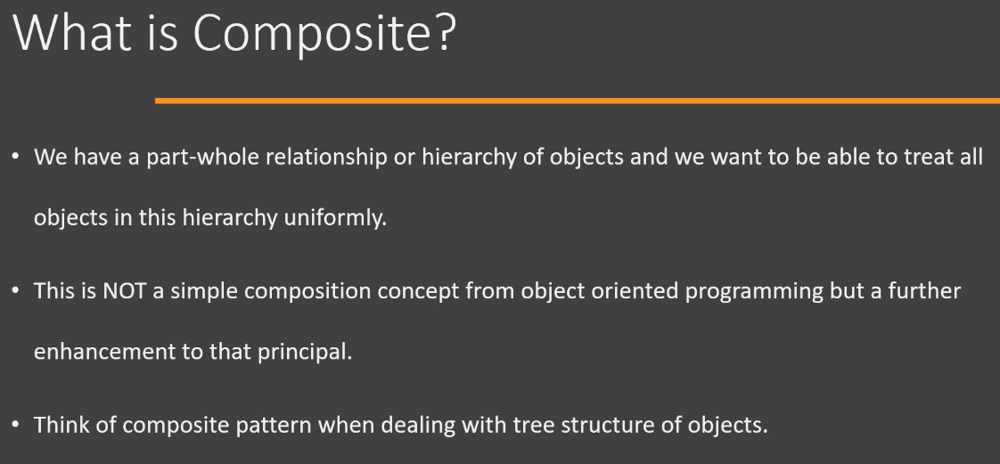 What is Composite?
• We have a part-whole relationship or hierarchy of objects and we want to be able to treat all
objects in this hierarchy uniformly.
• This is NOT a simple composition concept from object oriented programming but a further
enhancement to that principal.
• Think of composite pattern when dealing with tree structure of objects.